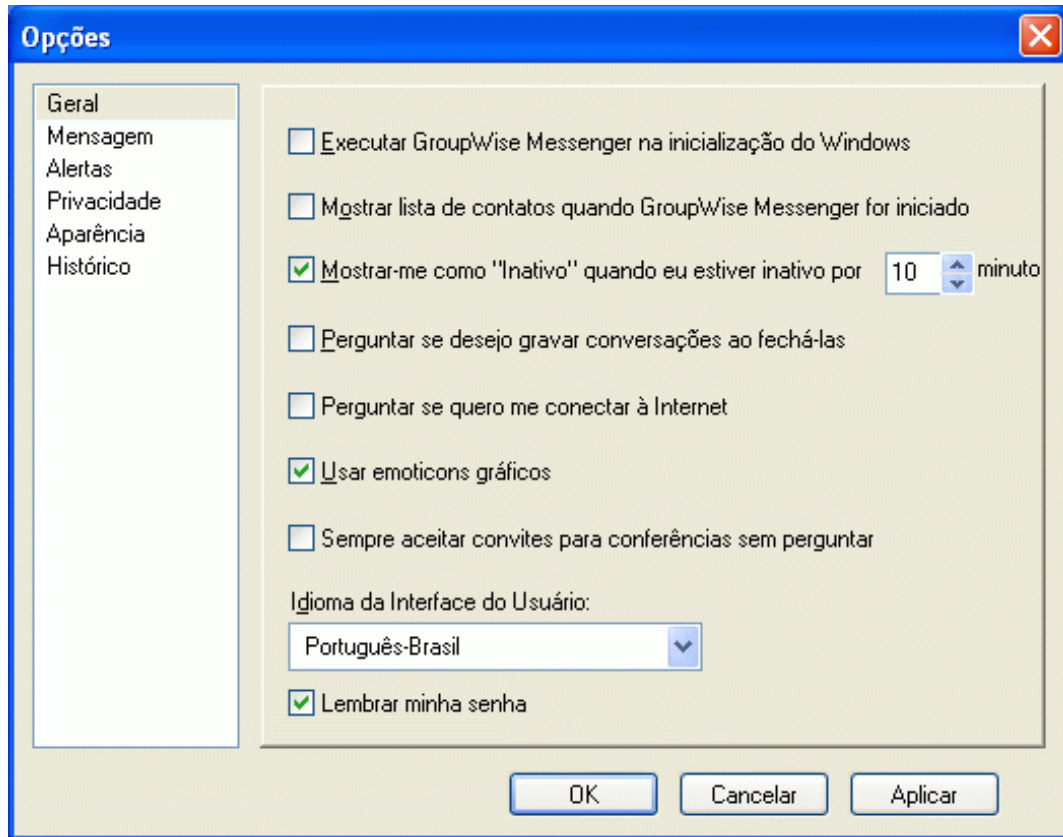 Opções
Geral
Mensagem
Alertas
Privacidade
Aparência
Histórico
Executar GroupWise Messenger na inicialização do Windows
Mostrar lista de contatos quando GroupWise Messenger for iniciado
Mostrar-me como "Inativo" quando eu estiver inativo por 10 minuto
Perguntar se desejo gravar conversações ao fechá-las
Perguntar se quero me conectar à Internet
Usar emoticons gráficos
Sempre aceitar convites para conferências sem perguntar
Idioma da Interface do Usuário:
Português-Brasil
Lembrar minha senha
OK Cancelar Aplicar